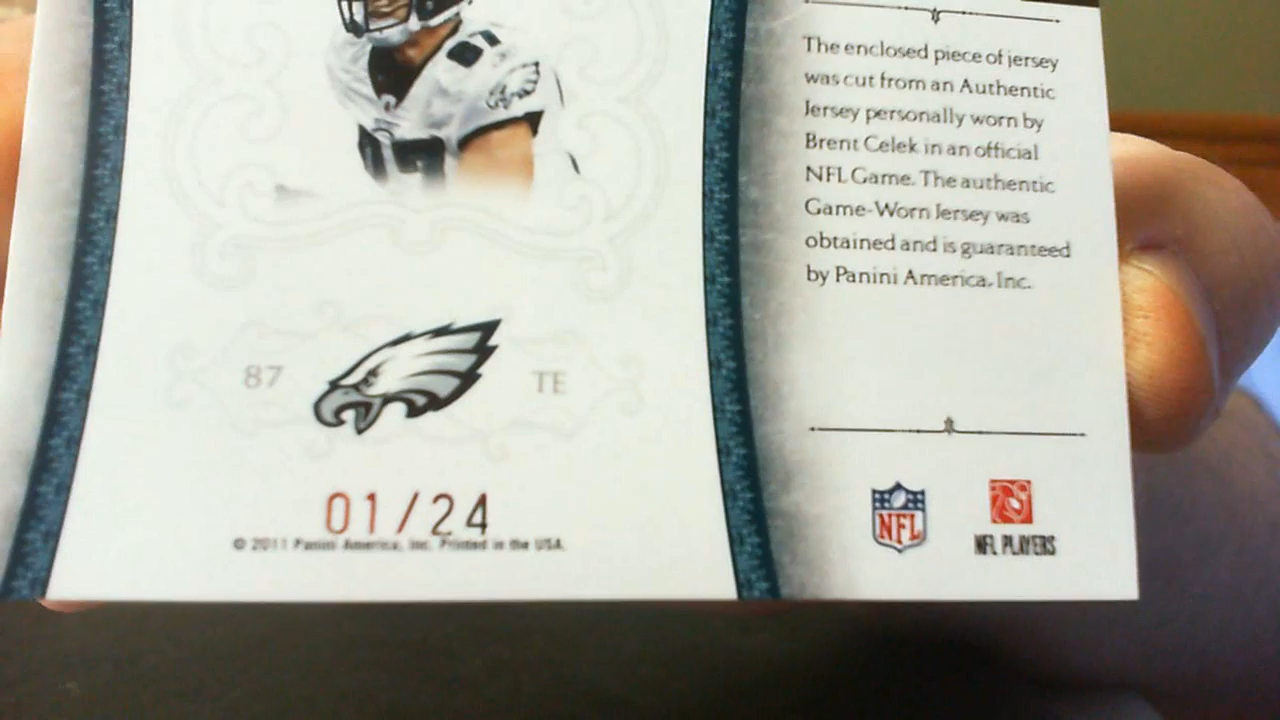 The enclosed piece of jersey
was cut from an Authentic
Jersey personally worn by
Brent Celek in an official
NFL Game. The authentic
Game-Worn Jersey was
obtained and is guaranteed
by Panini America, Inc.
87
TE
01/24
© 2011 Panini America, Inc. Printed in the USA.
NFL
NFL PLAYERS